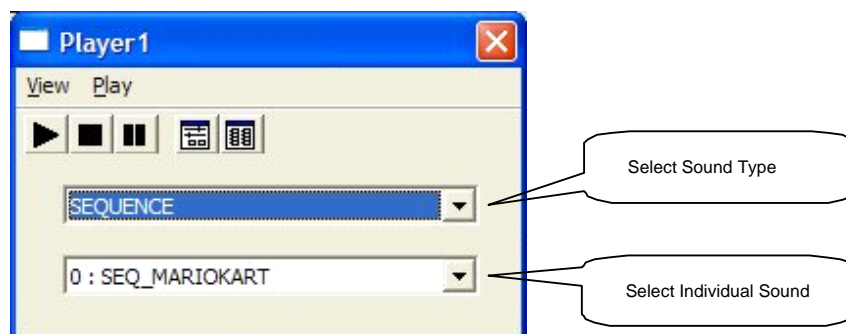 Player1
View Play
Select Sound Type
SEQUENCE
0 : SEQ_MARIOKART
Select Individual Sound